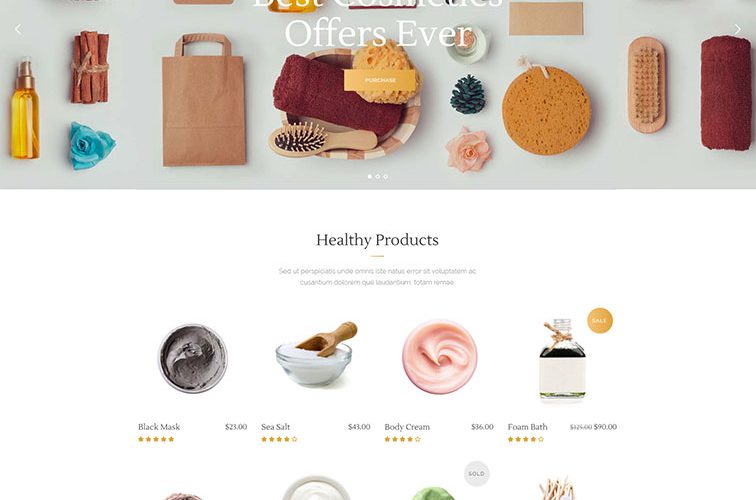 Best Cosmetics
Offers Ever
PURCHASE
Healthy Products
Sed ut perspiciatis unde omnis iste natus error sit voluptatem ac
cusantium dolorem que laudantium, totam remae
SALE
Black Mask $23.00
Sea Salt $43.00
Body Cream $36.00
Foam Bath $125.00 $90.00
SOLD